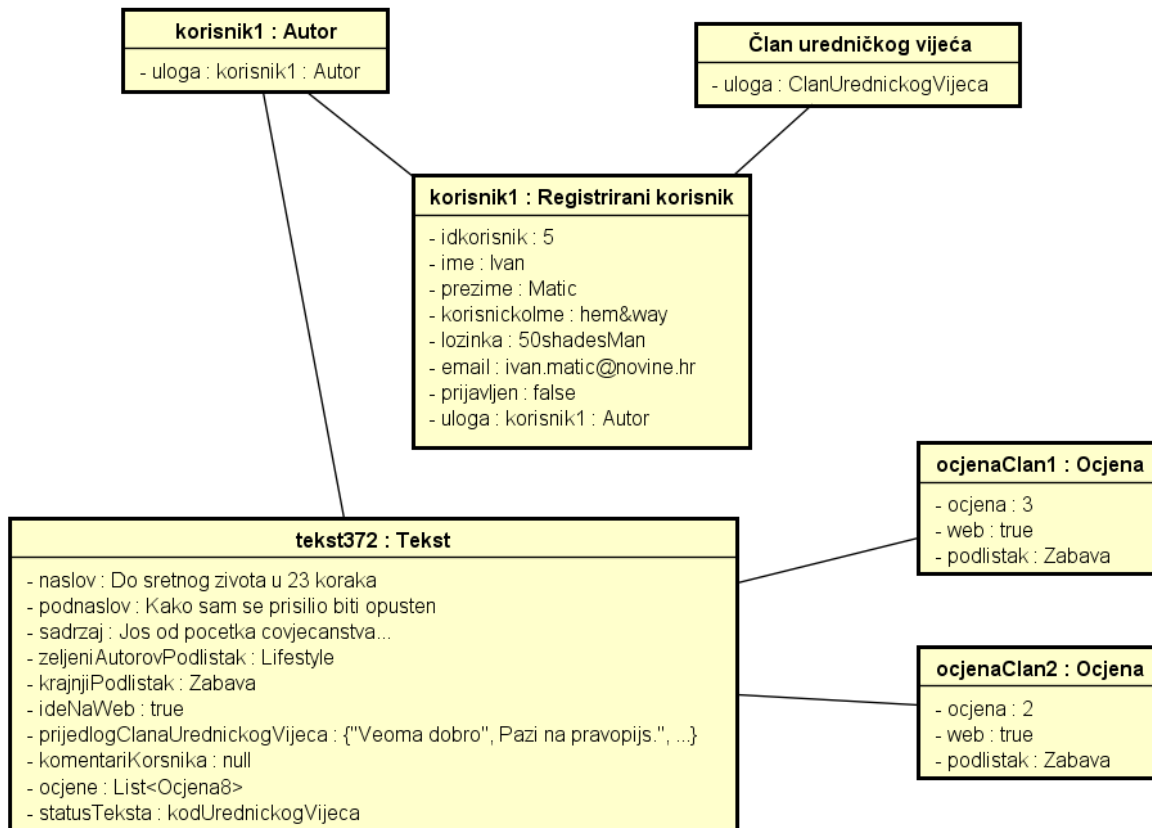 korisnik1 : Autor
- uloga : korisnik1 : Autor
Član uredničkog vijeća
- uloga : ClanUrednickogVijeca
korisnik1 : Registrirani korisnik
- idkorisnik : 5
- ime : Ivan
- prezime : Matic
- korisnickoIme : hem&way
- lozinka : 50shadesMan
- email : ivan.matic@novine.hr
- prijavljen : false
- uloga : korisnik1 : Autor
ocjenaClan1 : Ocjena
- ocjena : 3
- web : true
- podlistak : Zabava
tekst372 : Tekst
- naslov : Do sretnog zivota u 23 koraka
- podnaslov : Kako sam se prisilio biti opusten
- sadrzaj : Jos od pocetka covjecanstva...
- zeljeniAutorovPodlistak : Lifestyle
- krajnjiPodlistak : Zabava
- ideNaWeb : true
- prijedlogClanaUrednickogVijeca : {"Veoma dobro", Pazi na pravopijs.", ...}
- komentariKorsnika : null
- ocjene : List<Ocjena8>
- statusTeksta : kodUrednickogVijeca
ocjenaClan2 : Ocjena
- ocjena : 2
- web : true
- podlistak : Zabava